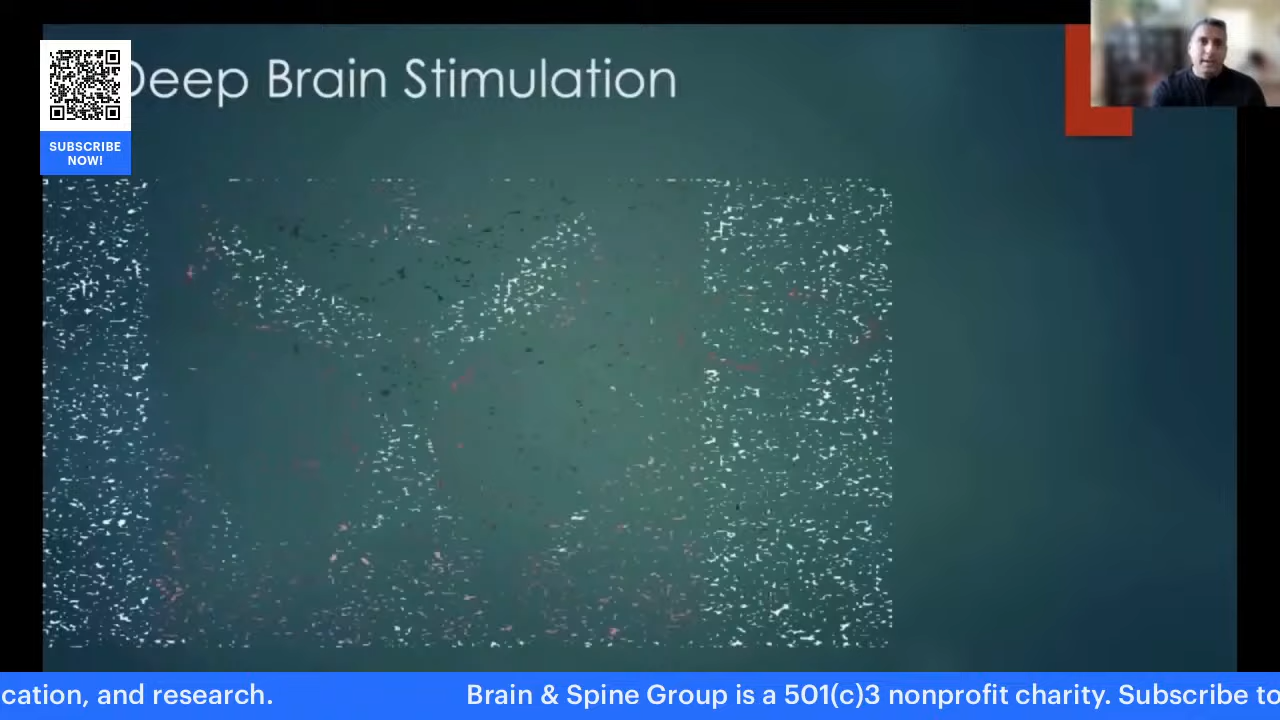 Deep Brain Stimulation
SUBSCRIBE
NOW!
cation, and research.
Brain & Spine Group is a 501(c)3 nonprofit charity. Subscribe to